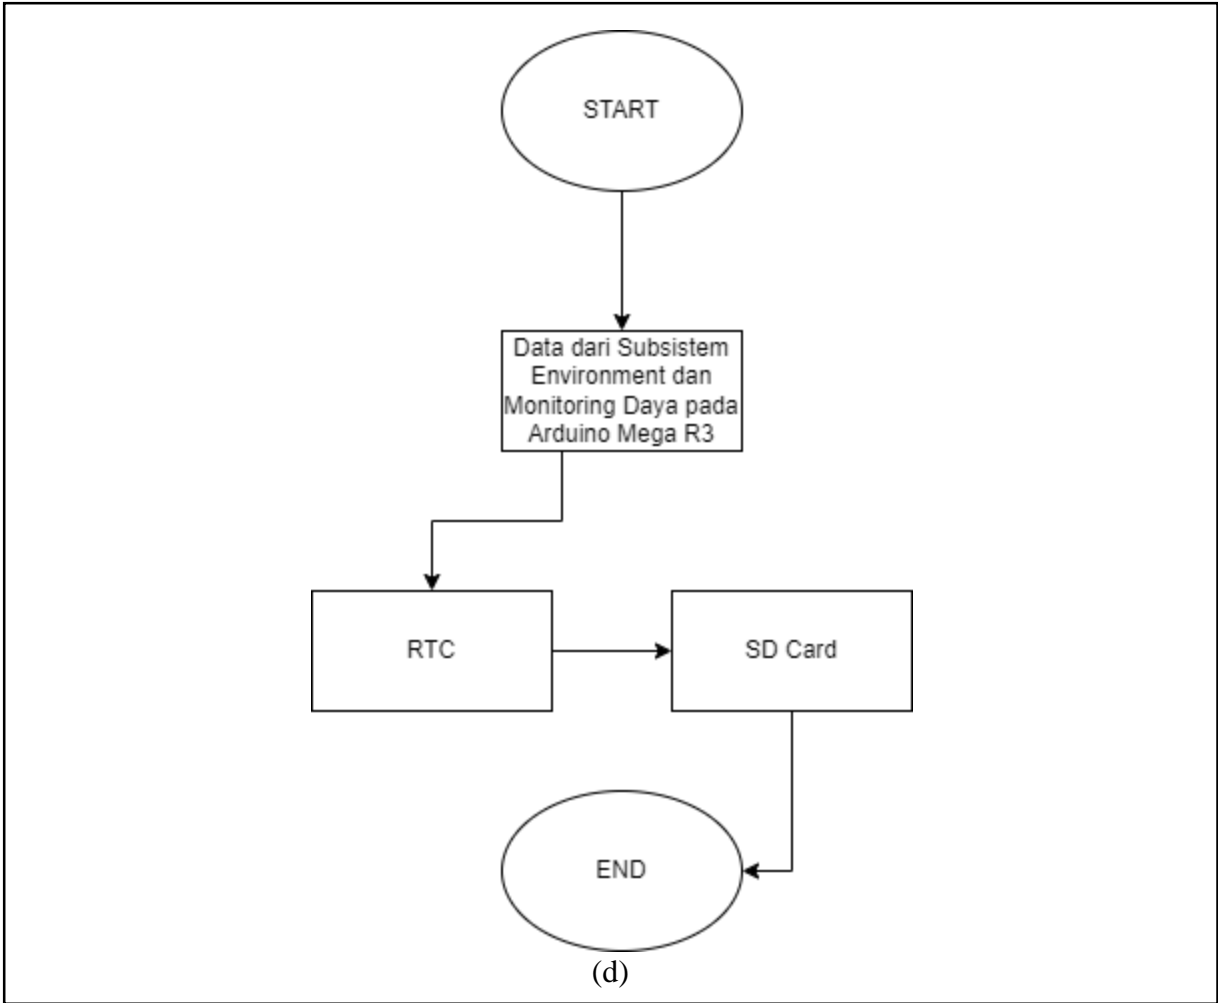 START
Data dari Subsistem
Environment dan
Monitoring Daya pada
Arduino Mega R3
RTC
SD Card
END
(d)